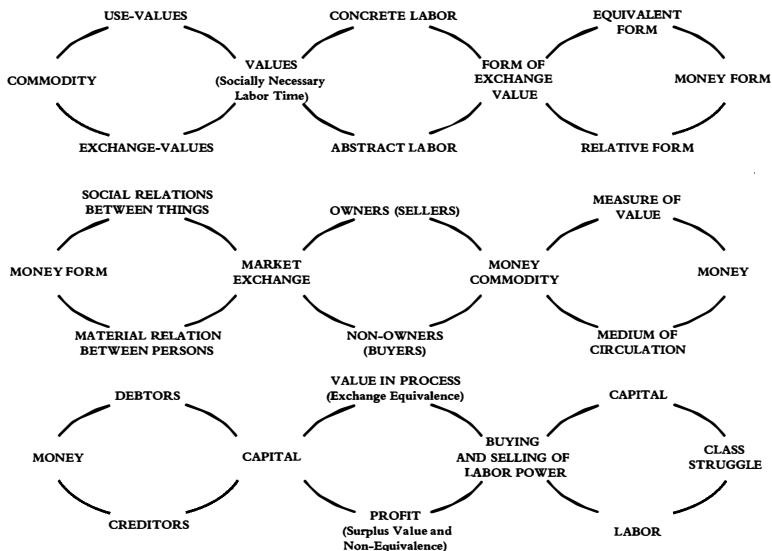 USE-VALUES
CONCRETE LABOR
EQUIVALENT
FORM
COMMODITY
VALUES
(Socially Necessary
Labor Time)
FORM OF
EXCHANGE
VALUE
MONEY FORM
EXCHANGE-VALUES
ABSTRACT LABOR
RELATIVE FORM
SOCIAL RELATIONS
BETWEEN THINGS
OWNERS (SELLERS)
MEASURE OF
VALUE
MONEY FORM
MARKET
EXCHANGE
MONEY
COMMODITY
MONEY
MATERIAL RELATION
BETWEEN PERSONS
NON-OWNERS
(BUYERS)
MEDIUM OF
CIRCULATION
DEBTORS
VALUE IN PROCESS
(Exchange Equivalence)
CAPITAL
MONEY
CAPITAL
BUYING
AND SELLING OF
LABOR POWER
CLASS
STRUGGLE
CREDITORS
PROFIT
(Surplus Value and
Non-Equivalence)
LABOR